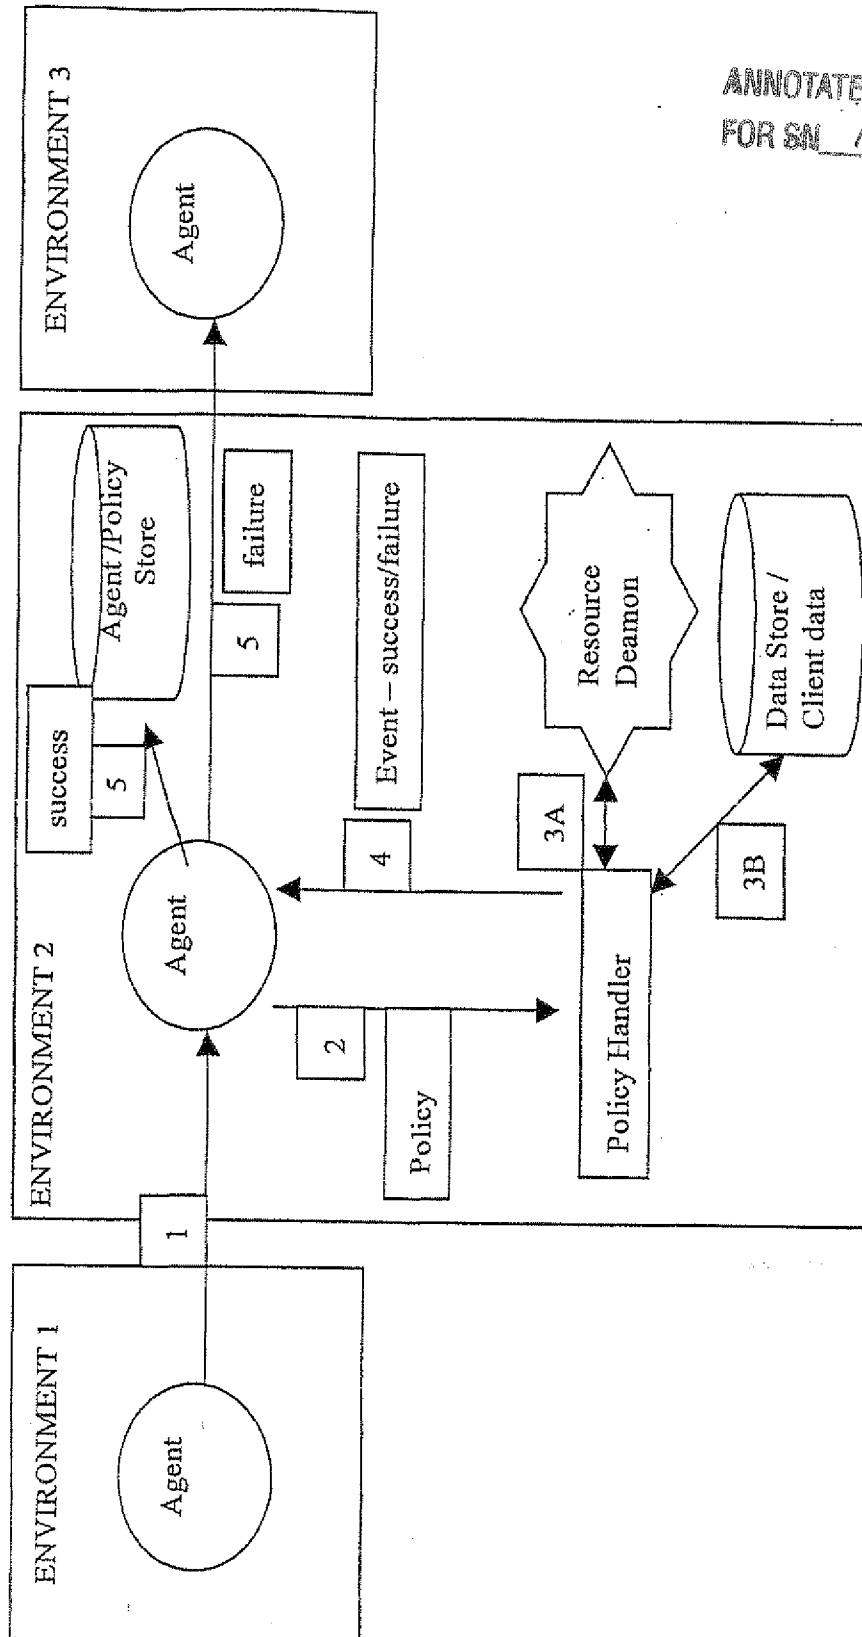 ENVIRONMENT 1
Agent
1
ENVIRONMENT 2
Agent
success
5
Agent /Policy
Store
5
failure
2
Policy
4
Event – success/failure
Policy Handler
3A
Resource
Deamon
3B
Data Store /
Client data
ENVIRONMENT 3
Agent
FOR SN